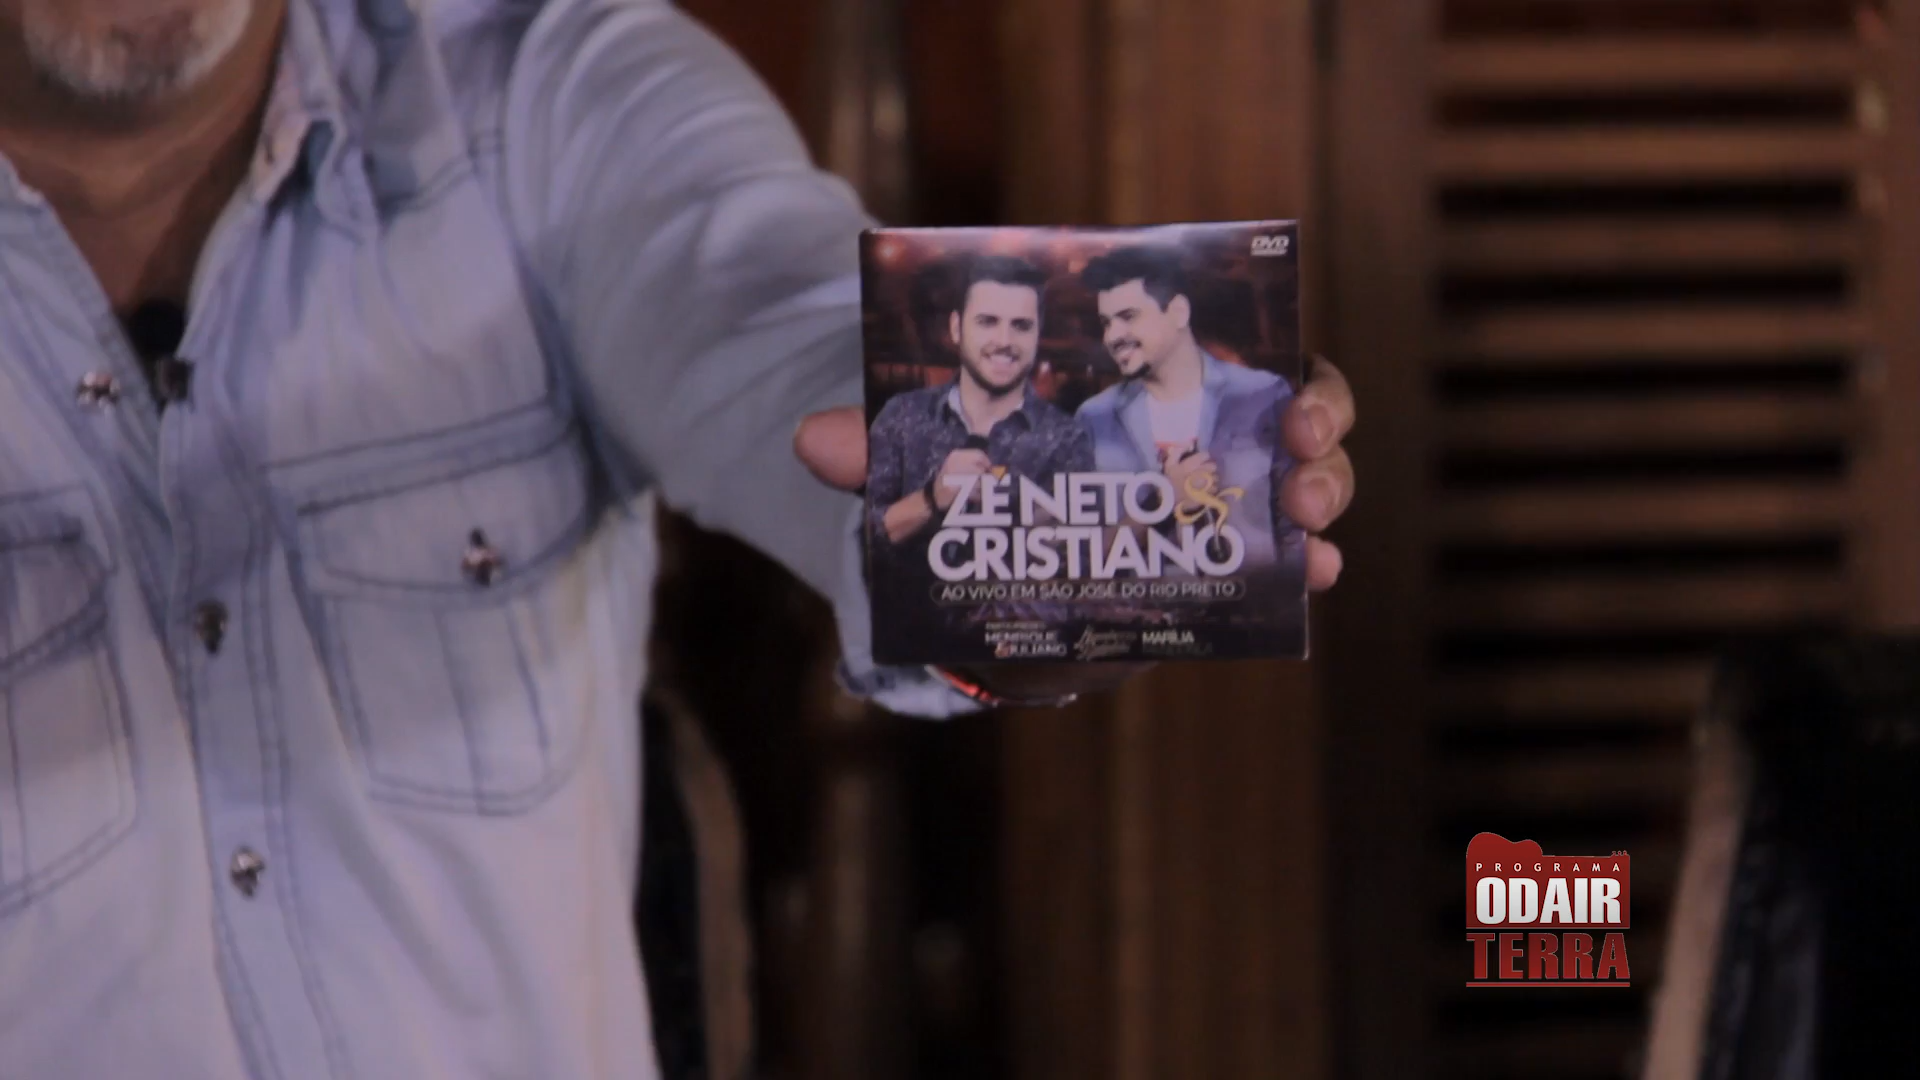 DVD
ZÉ NETO &
CRISTIANO
AO VIVO EM SÃO JOSÉ DO RIO PRETO
HENRIQUE
& JULIANO
MARÍLIA
PROGRAMA
ODAIR
TERRA